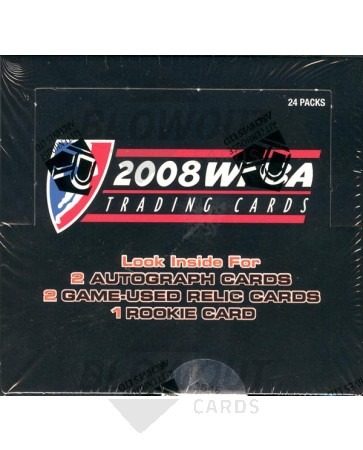 24 PACKS
2008 WNBA
TRADING CARDS
Look Inside For
2 AUTOGRAPH CARDS
2 GAME-USED RELIC CARDS
1 ROOKIE CARD
BLOWOUT
CARDS